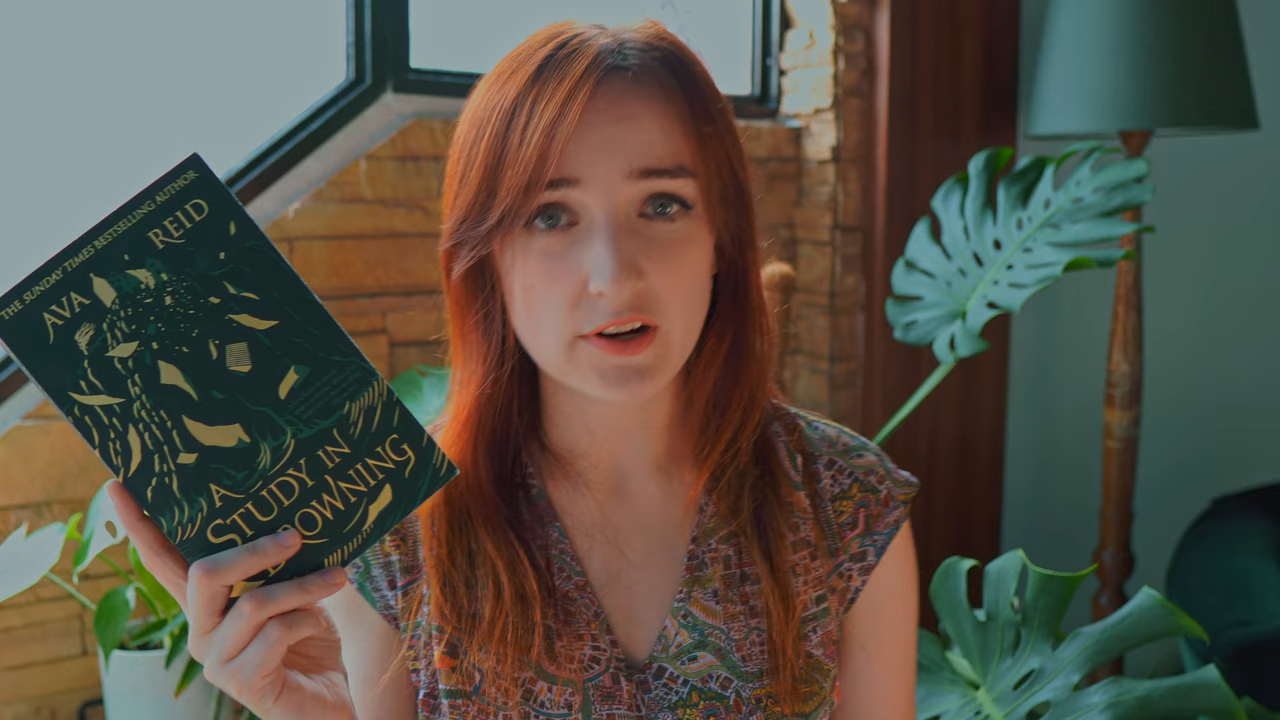 THE SUNDAY TIMES BESTSELLING AUTHOR
AVA REID
A
STUDY IN
DROWNING